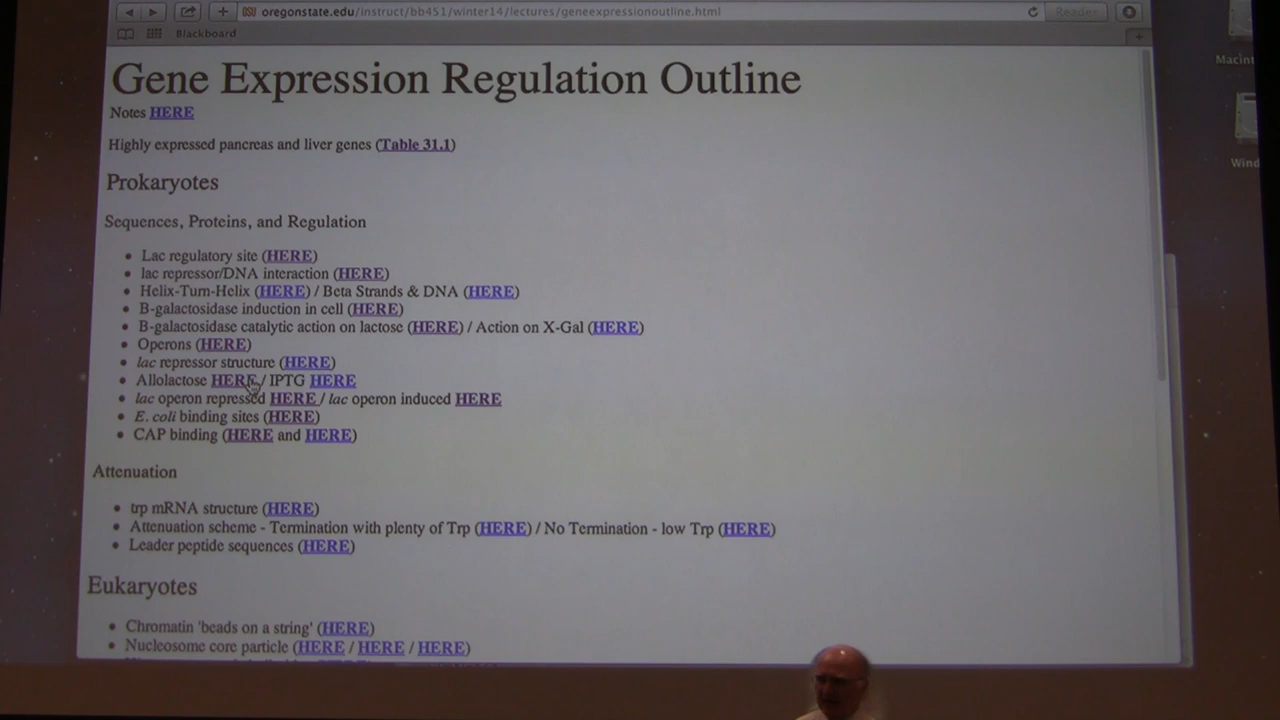 oregonstate.edu/instruct/bb451/winter14/lectures/geneexpressionoutline.html
Reader
Blackboard
Gene Expression Regulation Outline
Notes HERE
Highly expressed pancreas and liver genes (Table 31.1)
Prokaryotes
Sequences, Proteins, and Regulation
Lac regulatory site (HERE)
lac repressor/DNA interaction (HERE)
Helix-Turn-Helix (HERE) / Beta Strands & DNA (HERE)
B-galactosidase induction in cell (HERE)
B-galactosidase catalytic action on lactose (HERE) / Action on X-Gal (HERE)
Operons (HERE)
lac repressor structure (HERE)
Allolactose HERE / IPTG HERE
lac operon repressed HERE / lac operon induced HERE
E. coli binding sites (HERE)
CAP binding (HERE and HERE)
Attenuation
trp mRNA structure (HERE)
Attenuation scheme - Termination with plenty of Trp (HERE) / No Termination - low Trp (HERE)
Leader peptide sequences (HERE)
Eukaryotes
Chromatin 'beads on a string' (HERE)
Nucleosome core particle (HERE / HERE / HERE)
Macint
Wind